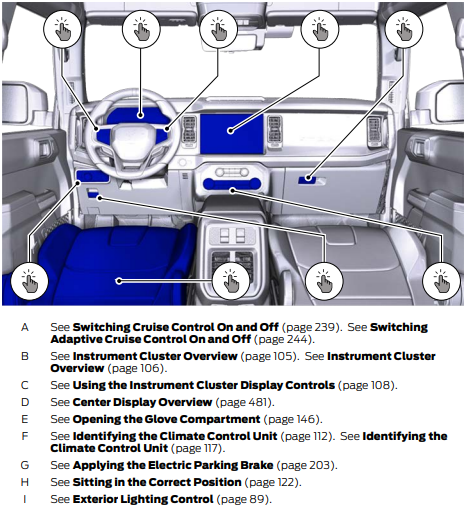 A See Switching Cruise Control On and Off (page 239). See Switching
Adaptive Cruise Control On and Off (page 244).
B See Instrument Cluster Overview (page 105). See Instrument Cluster
Overview (page 106).
C See Using the Instrument Cluster Display Controls (page 108).
D See Center Display Overview (page 481).
E See Opening the Glove Compartment (page 146).
F See Identifying the Climate Control Unit (page 112). See Identifying the
Climate Control Unit (page 117).
G See Applying the Electric Parking Brake (page 203).
H See Sitting in the Correct Position (page 122).
I See Exterior Lighting Control (page 89).